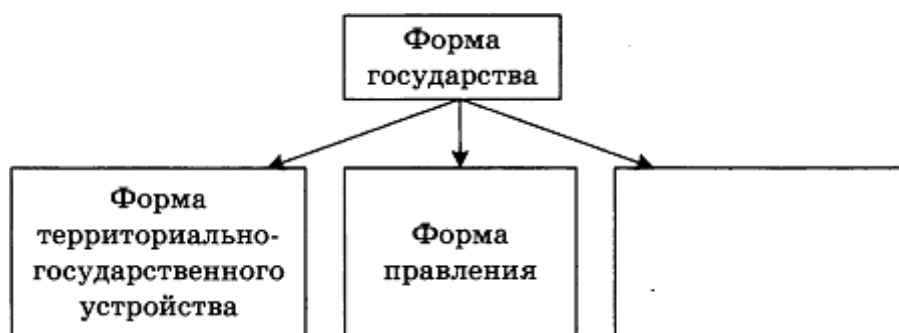 Форма
государства
Форма
территориально-
государственного
устройства
Форма
правления